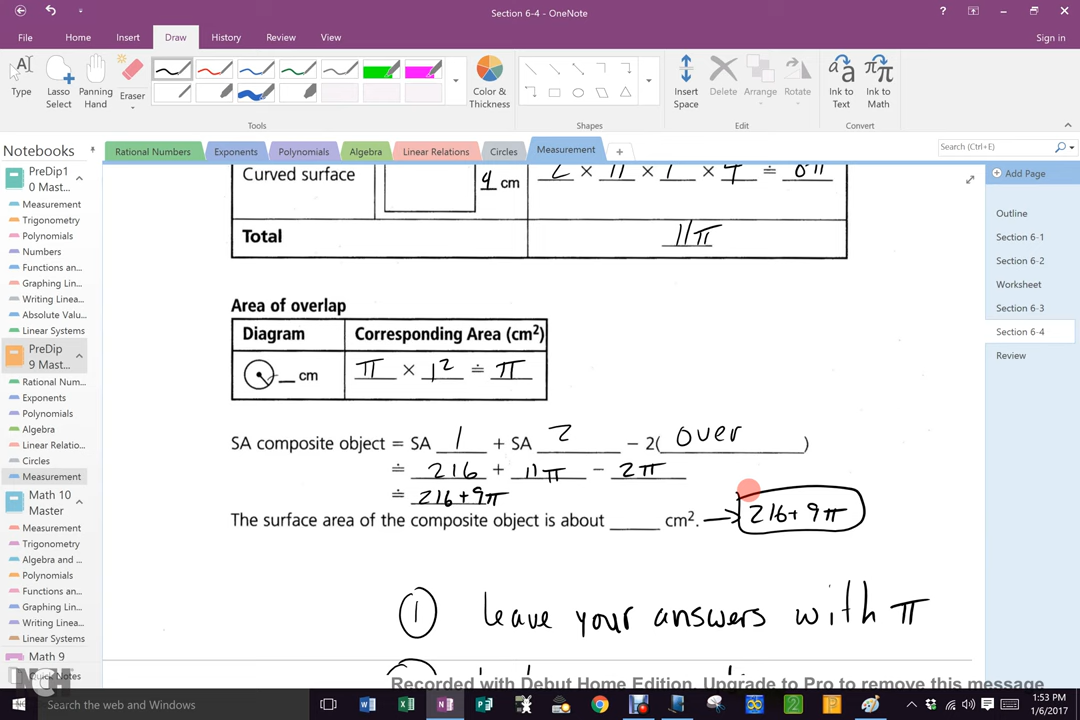 Section 6-4 - OneNote
? Sign in
File Home Insert Draw History Review View
Type Lasso Select Panning Hand Eraser Color & Thickness Insert Space Delete Arrange Rotate Ink to Text Ink to Math
Tools Shapes Edit Convert
Notebooks Rational Numbers Exponents Polynomials Algebra Linear Relations Circles Measurement Search (Ctrl+E)
Add Page
Outline
Section 6-1
Section 6-2
Worksheet
Section 6-3
Section 6-4
Review
PreDip1 0 Mast...
Measurement
Trigonometry
Polynomials
Numbers
Functions an...
Graphing Lin...
Writing Linea...
Absolute Valu...
Linear Systems
PreDip 9 Mast...
Rational Num...
Exponents
Polynomials
Algebra
Linear Relatio...
Circles
Measurement
Math 10 Master
Measurement
Trigonometry
Algebra and ...
Polynomials
Functions an...
Graphing Lin...
Writing Linea...
Linear Systems
Math 9
Quick Notes
Curved surface cm 2 × π × 1 × 4 ≐ 8π
Total 11π
Area of overlap
Diagram Corresponding Area (cm²)
__ cm π × 1² ≐ π
SA composite object = SA 1 + SA 2 − 2( over )
≐ 216 + 11π − 2π
≐ 216+9π
The surface area of the composite object is about _____ cm². → 216+9π
① leave your answers with π
Recorded with Debut Home Edition. Upgrade to Pro to remove this message
NCH
Search the web and Windows
1:53 PM
1/6/2017